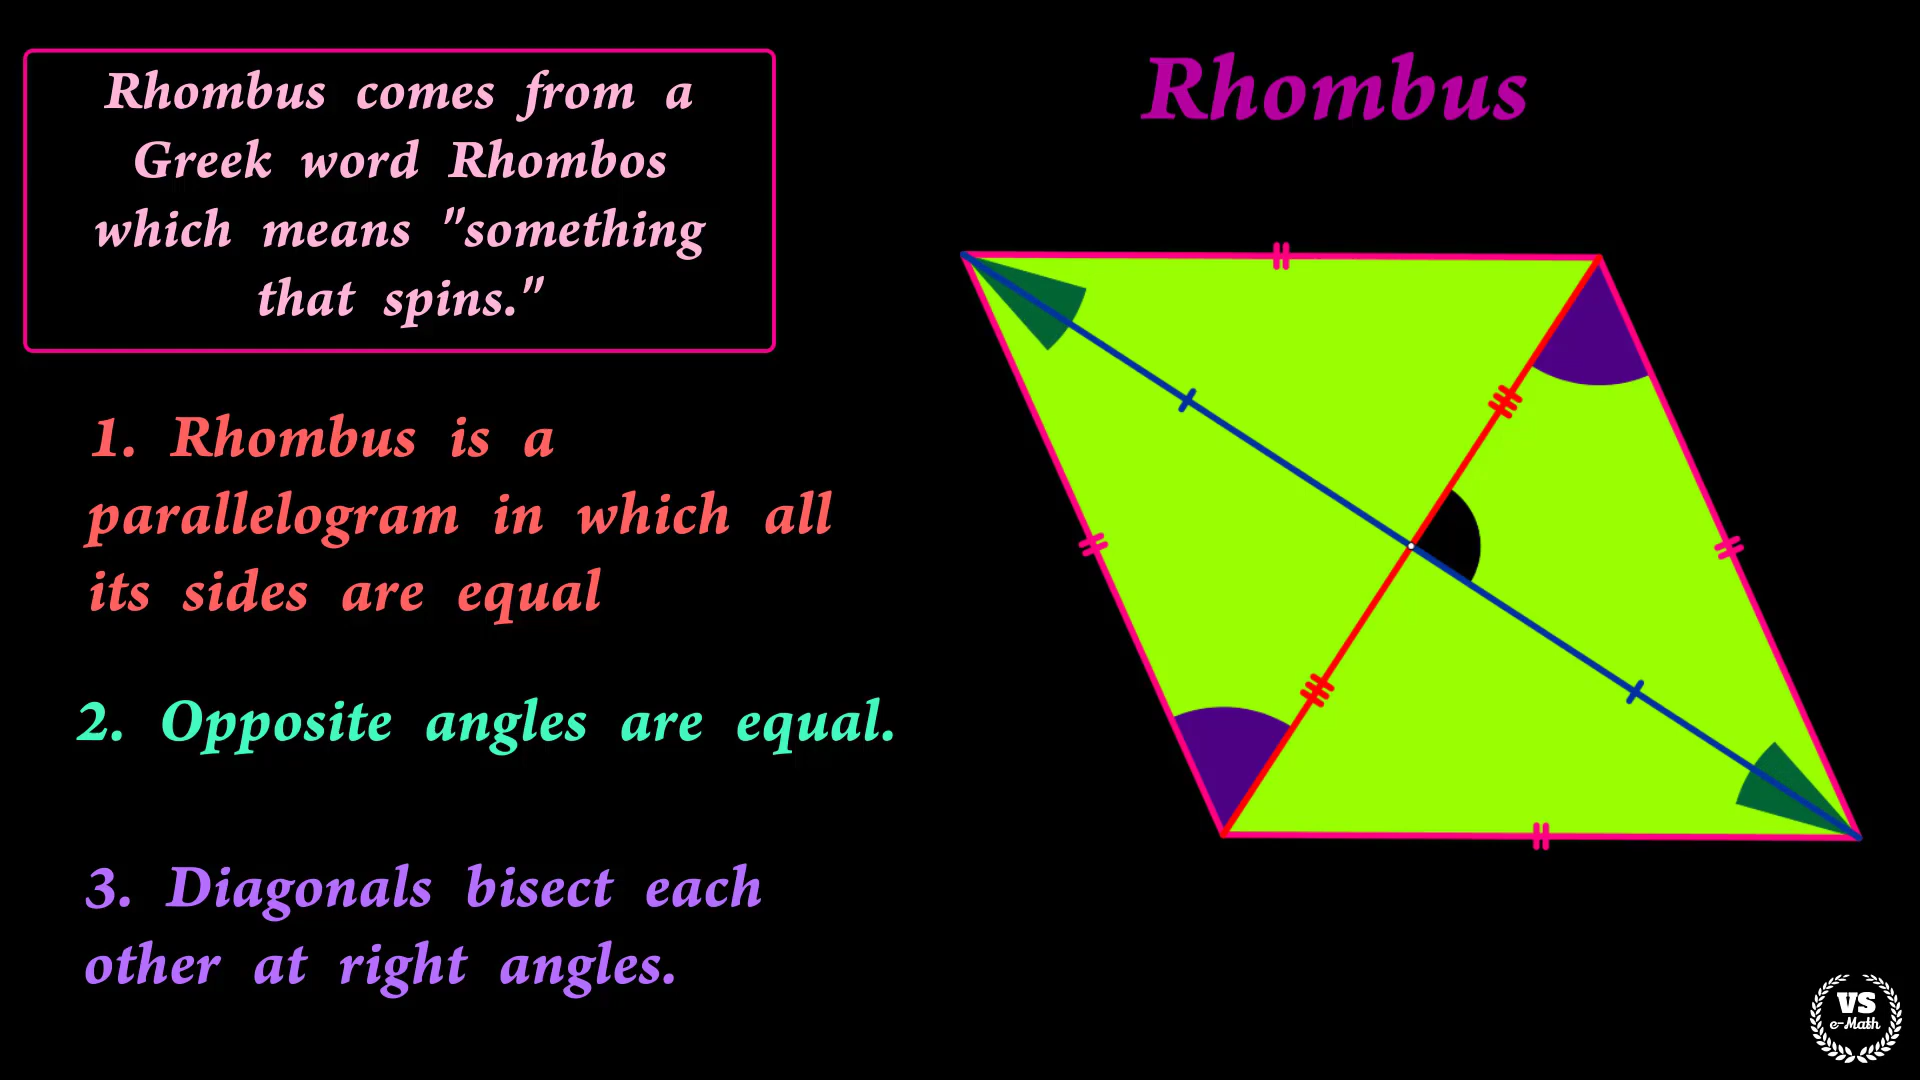 Rhombus comes from a
Greek word Rhombos
which means "something
that spins."
Rhombus
1. Rhombus is a
parallelogram in which all
its sides are equal
2. Opposite angles are equal.
3. Diagonals bisect each
other at right angles.
VS
e-Math